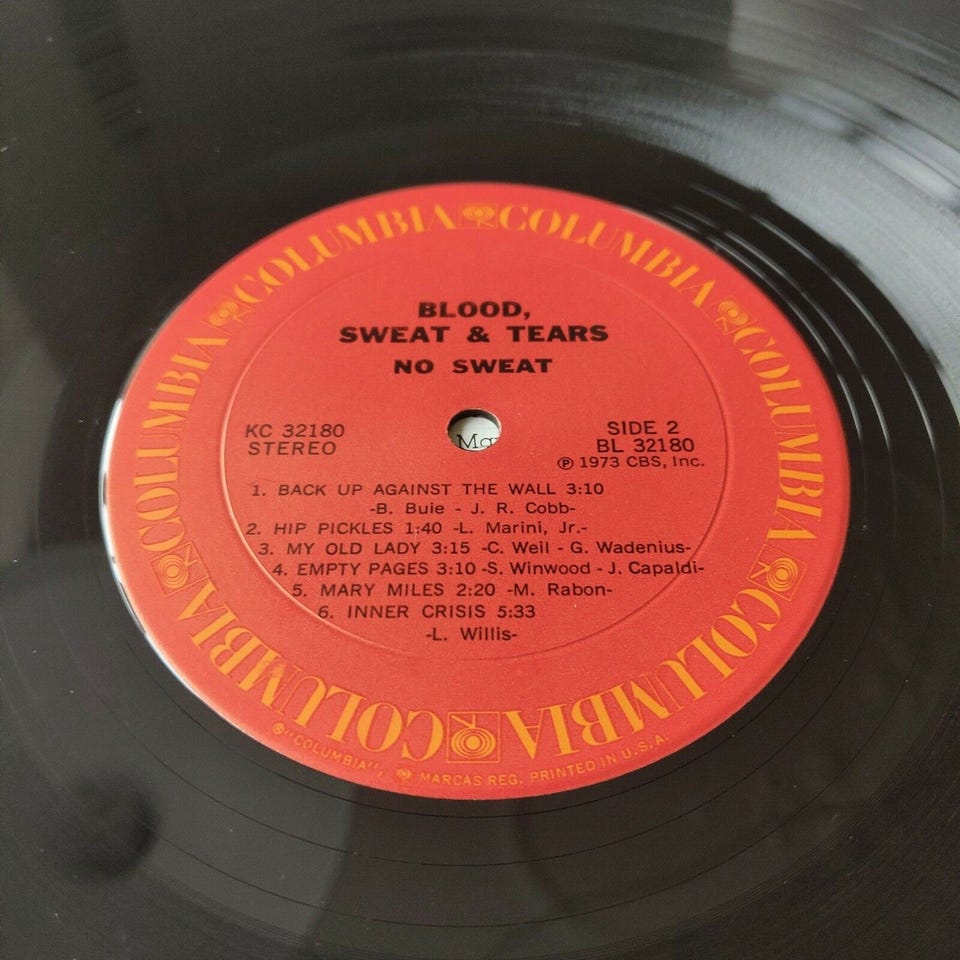 COLUMBIA COLUMBIA COLUMBIA COLUMBIA COLUMBIA COLUMBIA
BLOOD,
SWEAT & TEARS
NO SWEAT
KC 32180
STEREO
SIDE 2
BL 32180
℗ 1973 CBS, Inc.
1. BACK UP AGAINST THE WALL 3:10
-B. Buie - J. R. Cobb-
2. HIP PICKLES 1:40 -L. Marini, Jr.-
3. MY OLD LADY 3:15 -C. Weil - G. Wadenius-
4. EMPTY PAGES 3:10 -S. Winwood - J. Capaldi-
5. MARY MILES 2:20 -M. Rabon-
6. INNER CRISIS 5:33
-L. Willis-
® "COLUMBIA", MARCAS REG. PRINTED IN U.S.A.